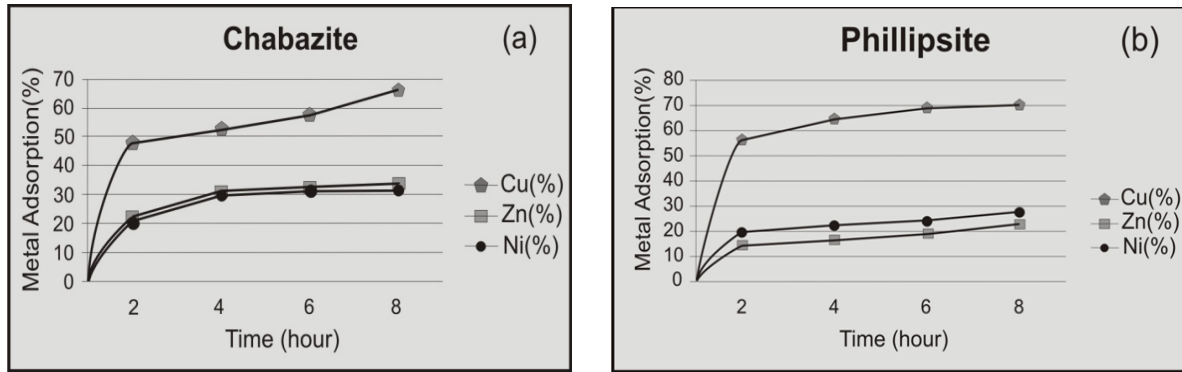 Chabazite
(a)
Metal Adsorption(%)
70
60
50
40
30
20
10
0
2 4 6 8
Time (hour)
Cu(%)
Zn(%)
Ni(%)
Phillipsite
(b)
Metal Adsorption(%)
80
70
60
50
40
30
20
10
0
2 4 6 8
Time (hour)
Cu(%)
Zn(%)
Ni(%)